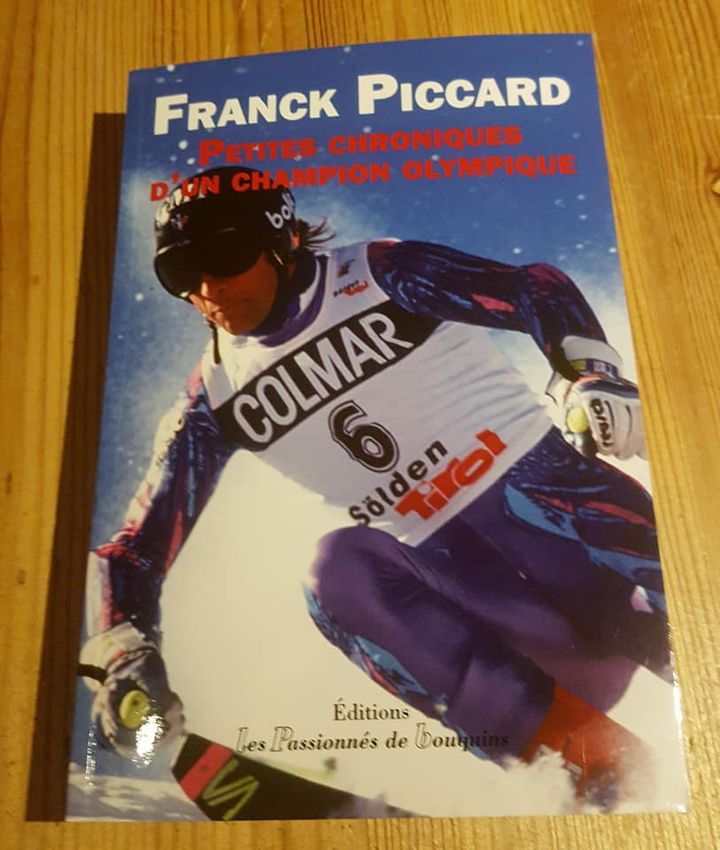 FRANCK PICCARD
PETITES CHRONIQUES
D'UN CHAMPION OLYMPIQUE
COLMAR
6
Sölden
Tirol
Éditions
Les Passionnés de bouquins